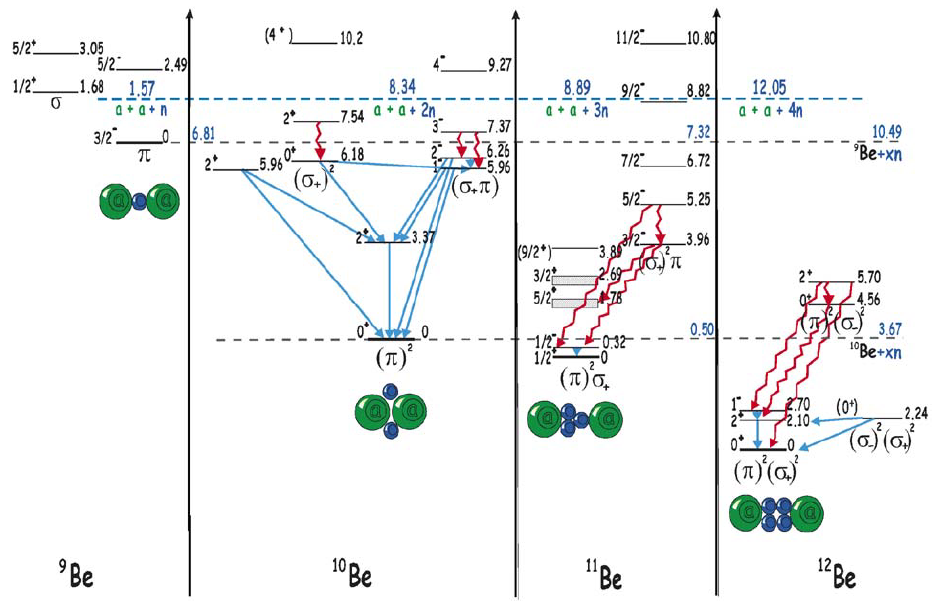 5/2⁺ 3.05
5/2⁻ 2.49
1/2⁺ 1.68
σ
1.57
α + α + n
3/2⁻ 0
π
α α
⁹Be
(4⁺) 10.2
4⁻ 9.27
8.34
α + α + 2n
2⁺ 7.54
3⁻ 7.37
6.81
2⁻ 6.26
0⁺ 6.18
2⁺ 5.96
1⁻ 5.96
(σ₊)²
(σ₊π)
2⁺ 3.37
0⁺ 0
(π)²
α α
¹⁰Be
11/2⁻ 10.80
8.89
9/2⁻ 8.82
α + α + 3n
7.32
7/2⁻ 6.72
5/2⁻ 5.25
3/2⁻ 3.96
(9/2⁺) 3.89
(σ₊)²π
3/2⁺ 2.69
5/2⁺ 1.78
0.50
1/2⁻ 0.32
1/2⁺ 0
(π)²σ₊
α α
¹¹Be
12.05
α + α + 4n
10.49
⁹Be+xn
2⁺ 5.70
0⁺ 4.56
(π)²(σ₋)²
3.67
¹⁰Be+xn
1⁻ 2.70
(0⁺) 2.24
2⁺ 2.10
(σ₋)²(σ₊)²
0⁺ 0
(π)²(σ₊)²
α α
¹²Be